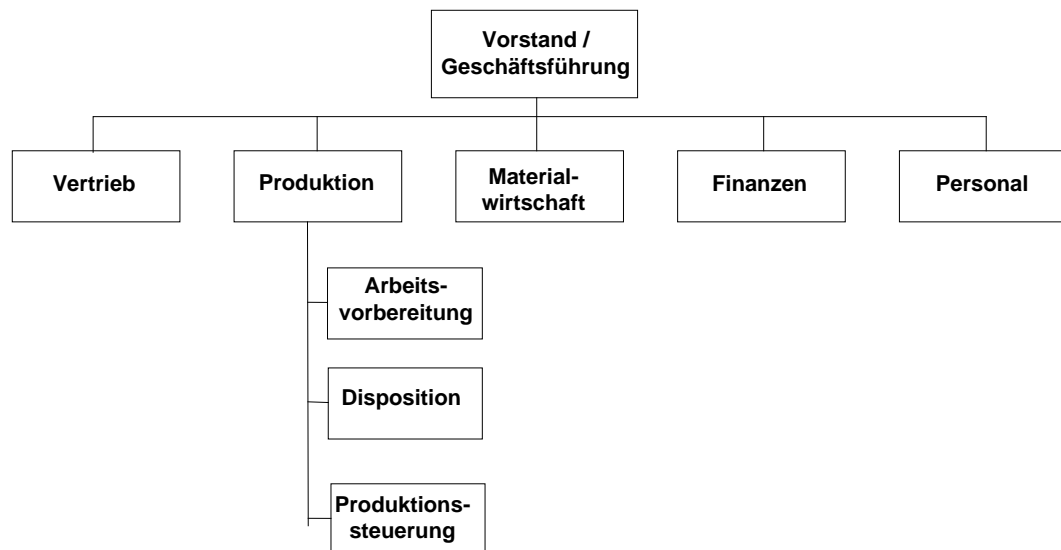 Vorstand /
Geschäftsführung
Vertrieb
Produktion
Material-
wirtschaft
Finanzen
Personal
Arbeits-
vorbereitung
Disposition
Produktions-
steuerung